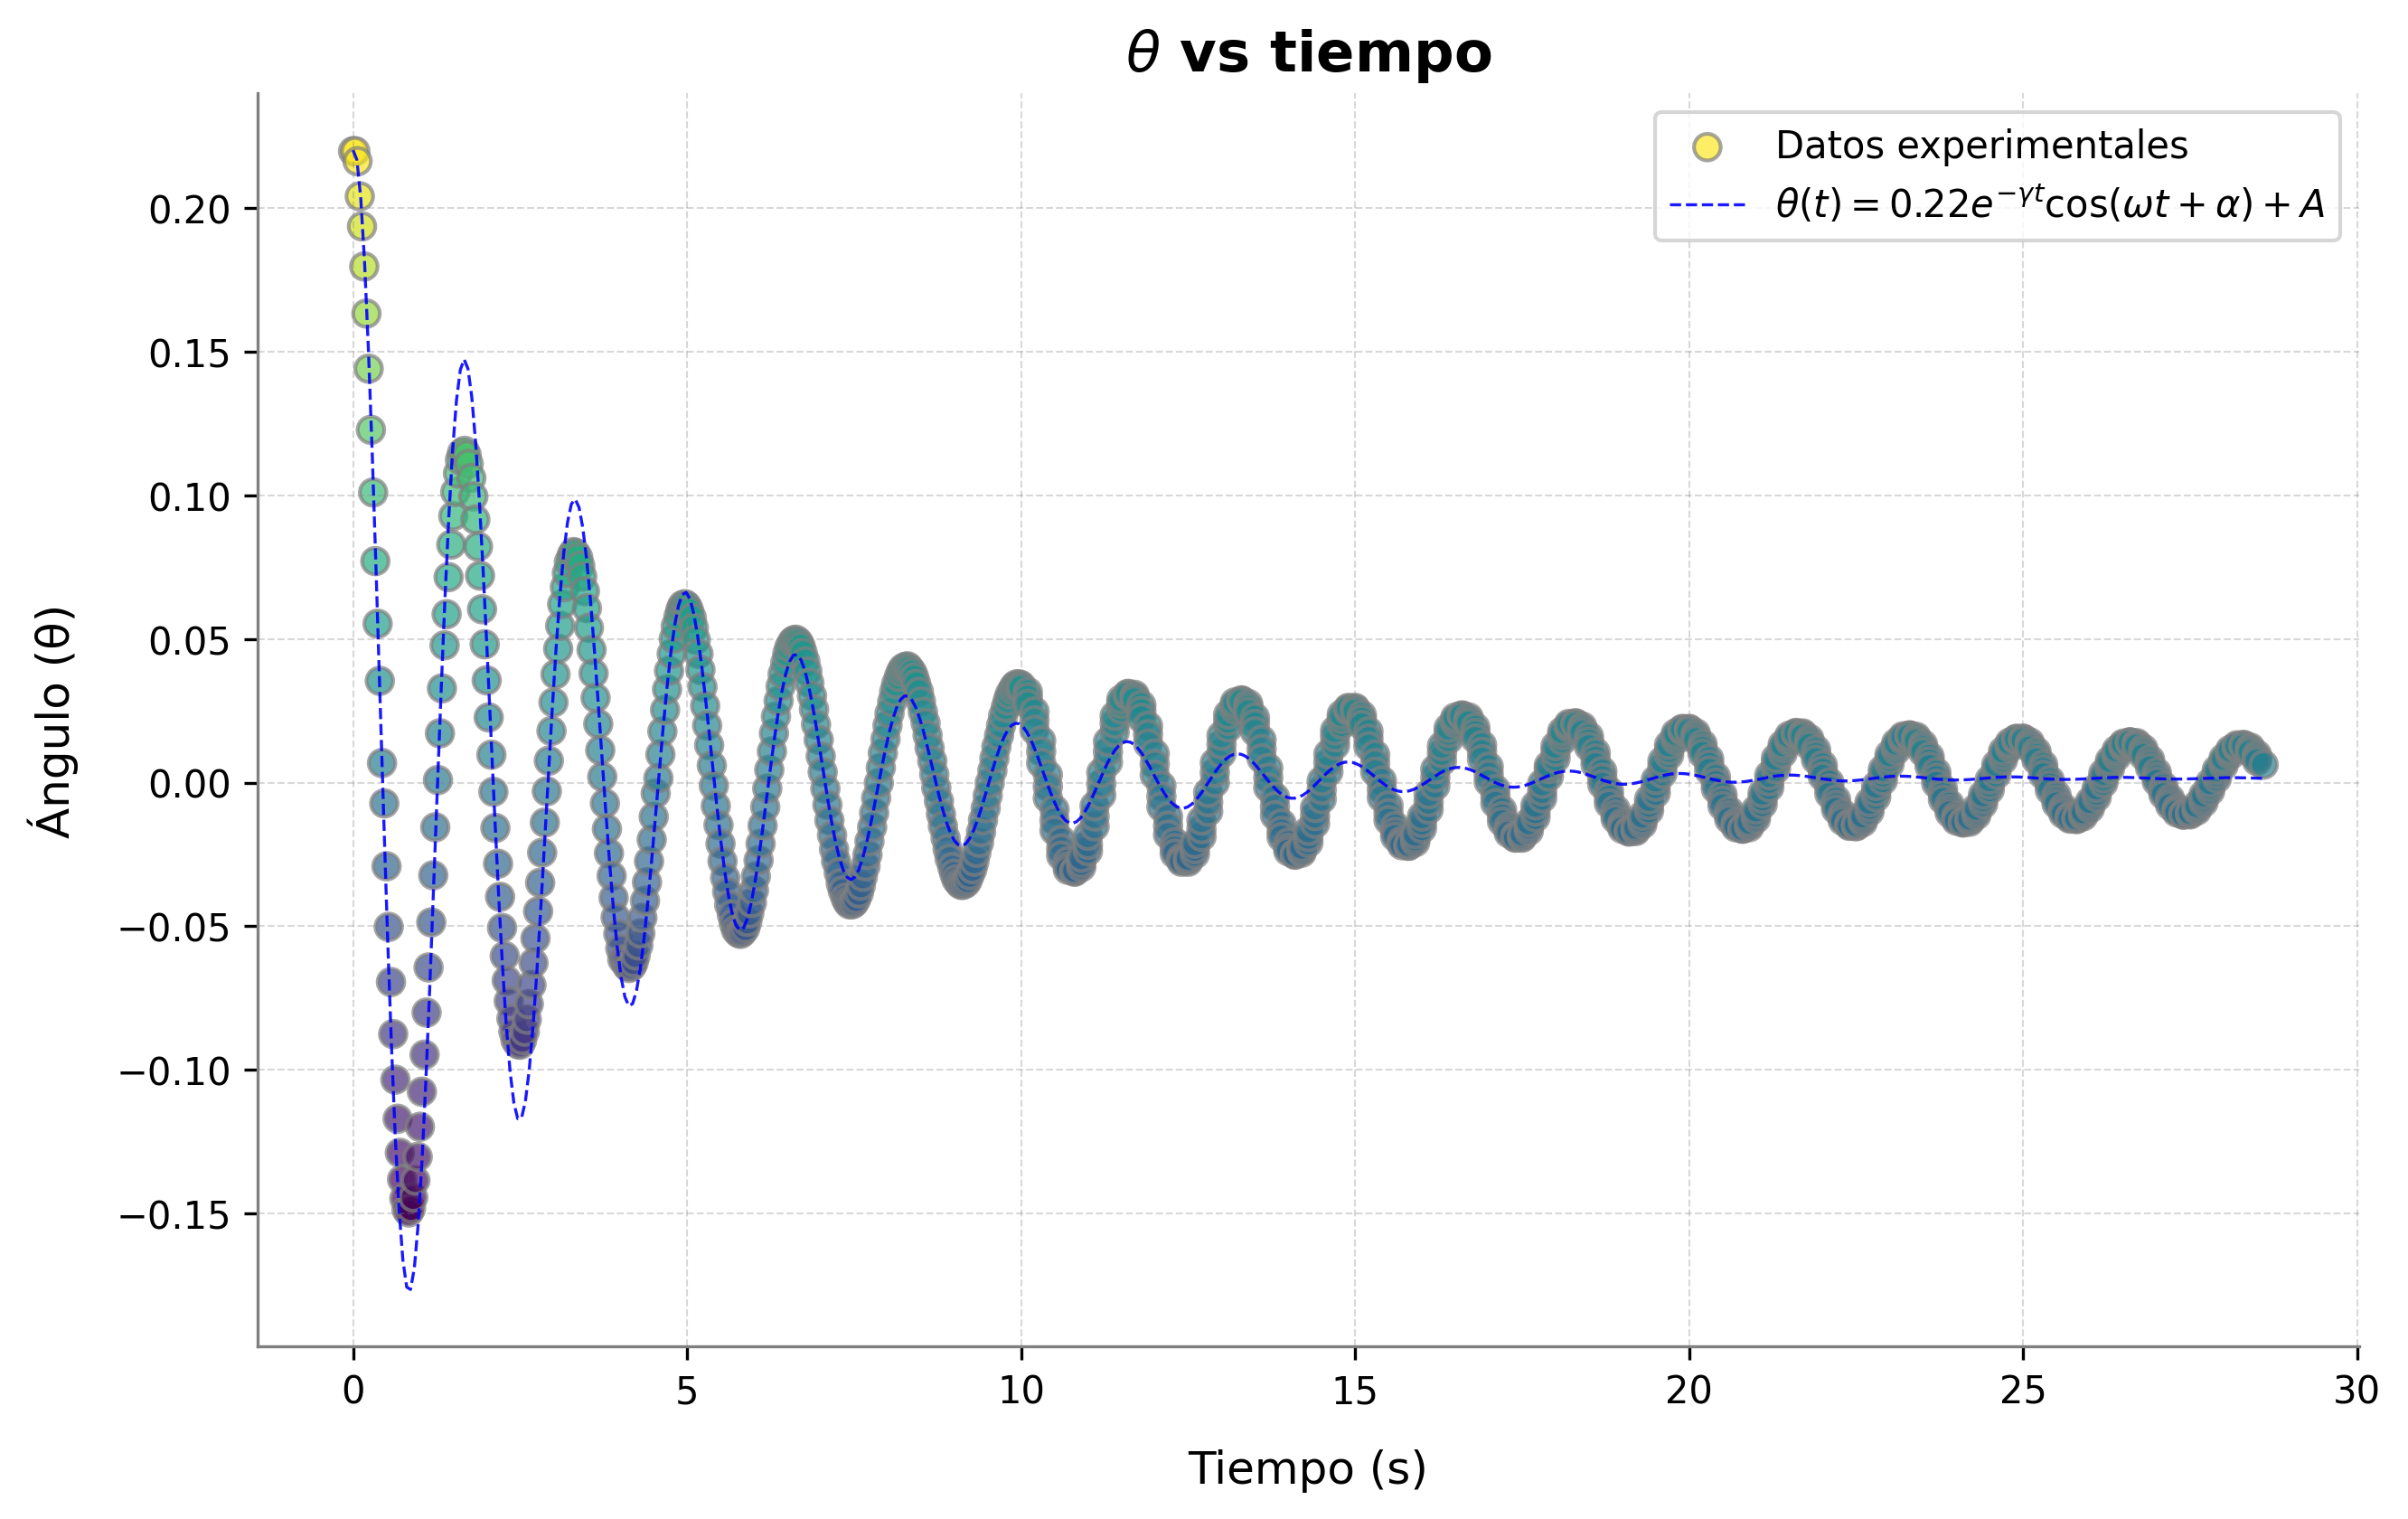 θ vs tiempo
Datos experimentales
θ(t) = 0.22e^{−γt}cos(ωt + α) + A
Ángulo (θ)
0.20
0.15
0.10
0.05
0.00
−0.05
−0.10
−0.15
0 5 10 15 20 25 30
Tiempo (s)